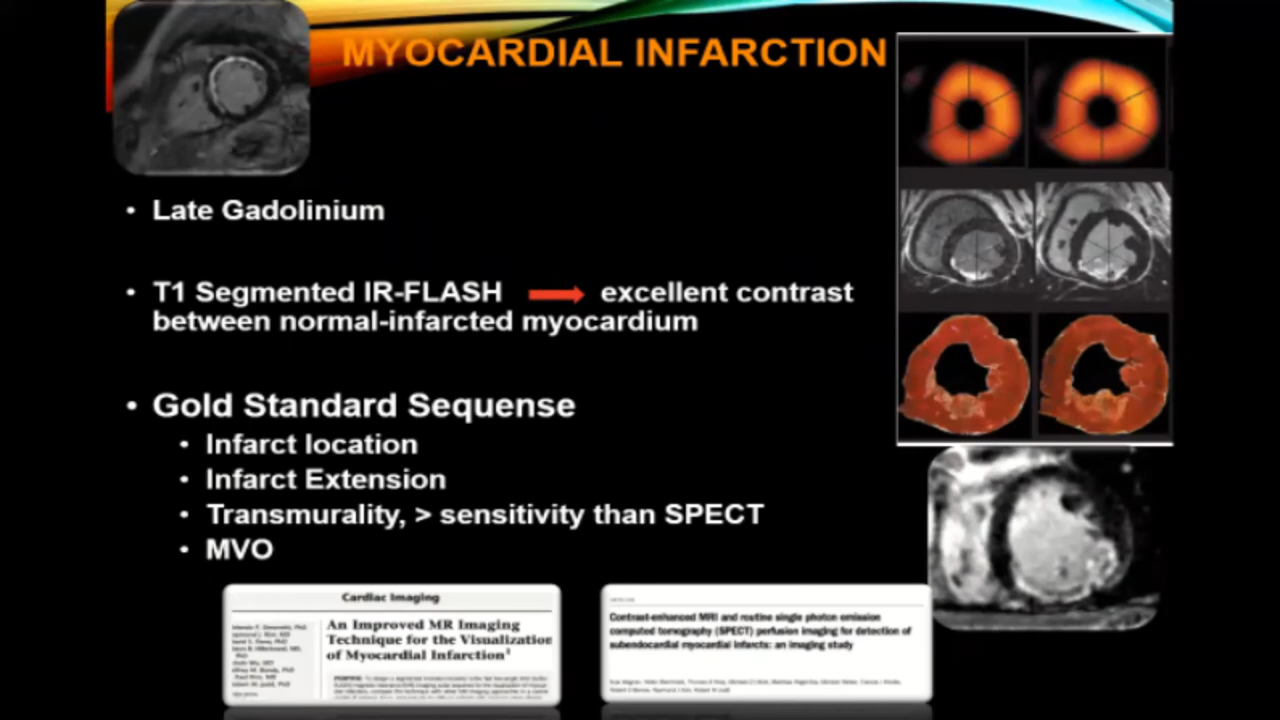 MYOCARDIAL INFARCTION
• Late Gadolinium
• T1 Segmented IR-FLASH excellent contrast
between normal-infarcted myocardium
• Gold Standard Sequense
• Infarct location
• Infarct Extension
• Transmurality, > sensitivity than SPECT
• MVO
Cardiac Imaging
An Improved MR Imaging
Technique for the Visualization
of Myocardial Infarction¹
Contrast-enhanced MRI and routine single photon emission
computed tomography (SPECT) perfusion imaging for detection of
subendocardial myocardial infarcts: an imaging study